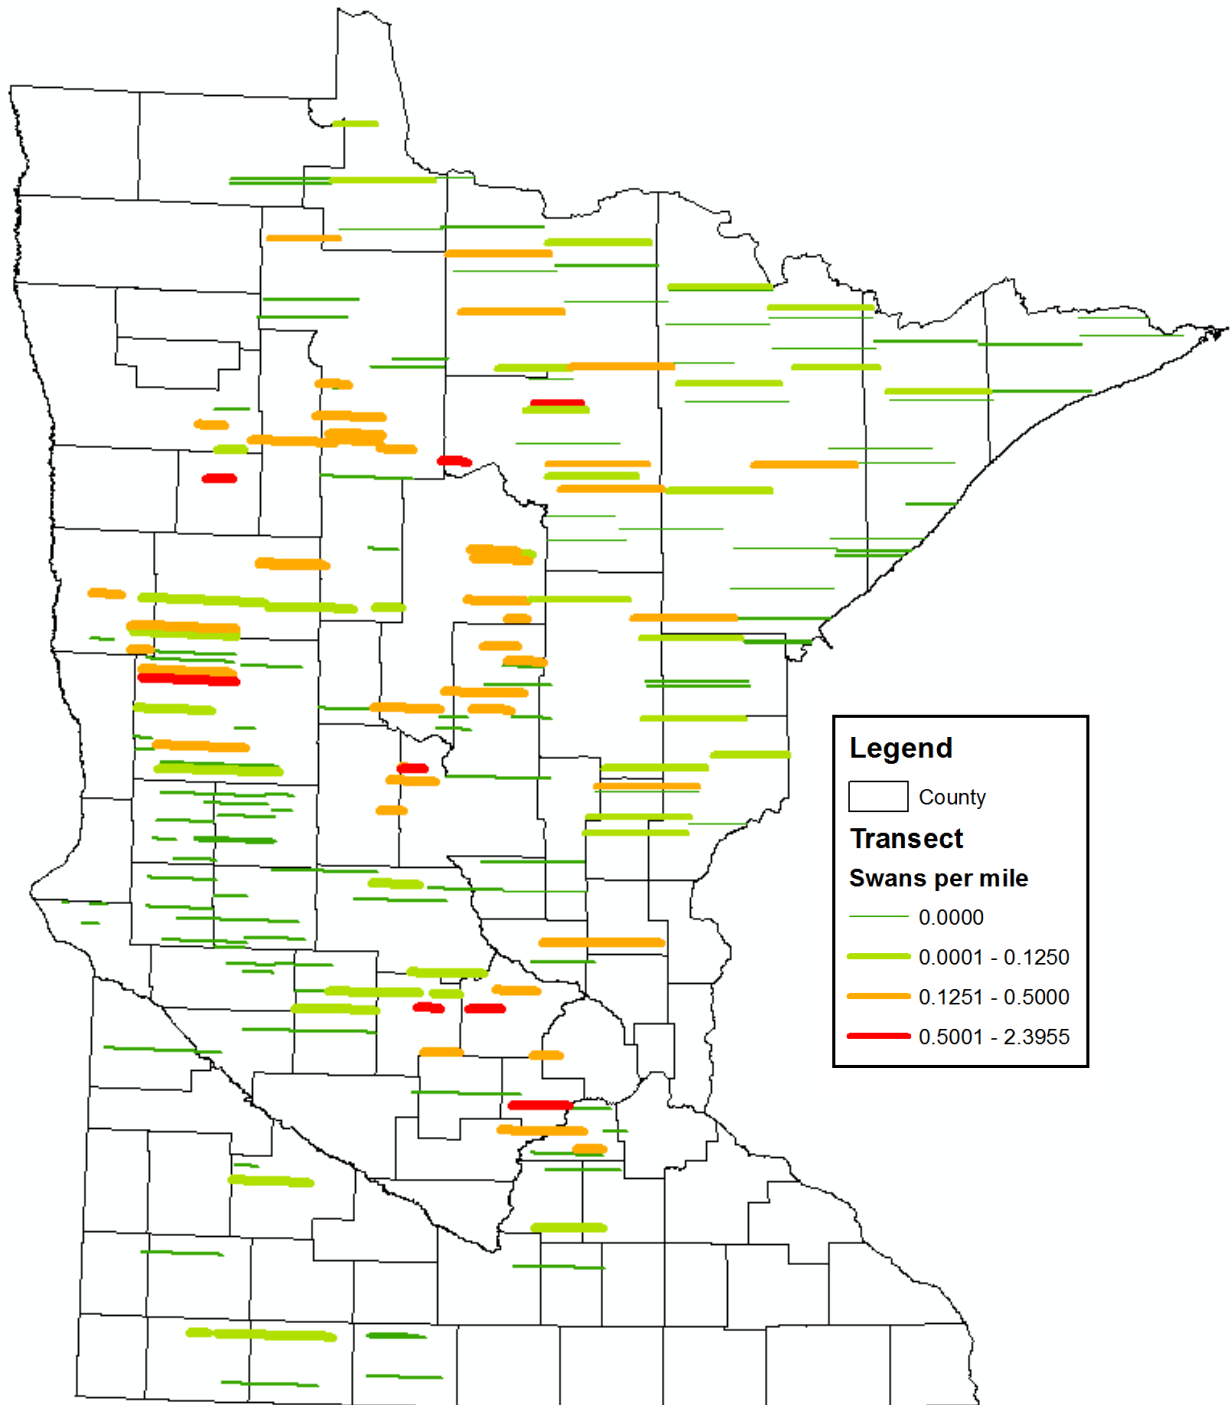 Legend
County
Transect
Swans per mile
0.0000
0.0001 - 0.1250
0.1251 - 0.5000
0.5001 - 2.3955